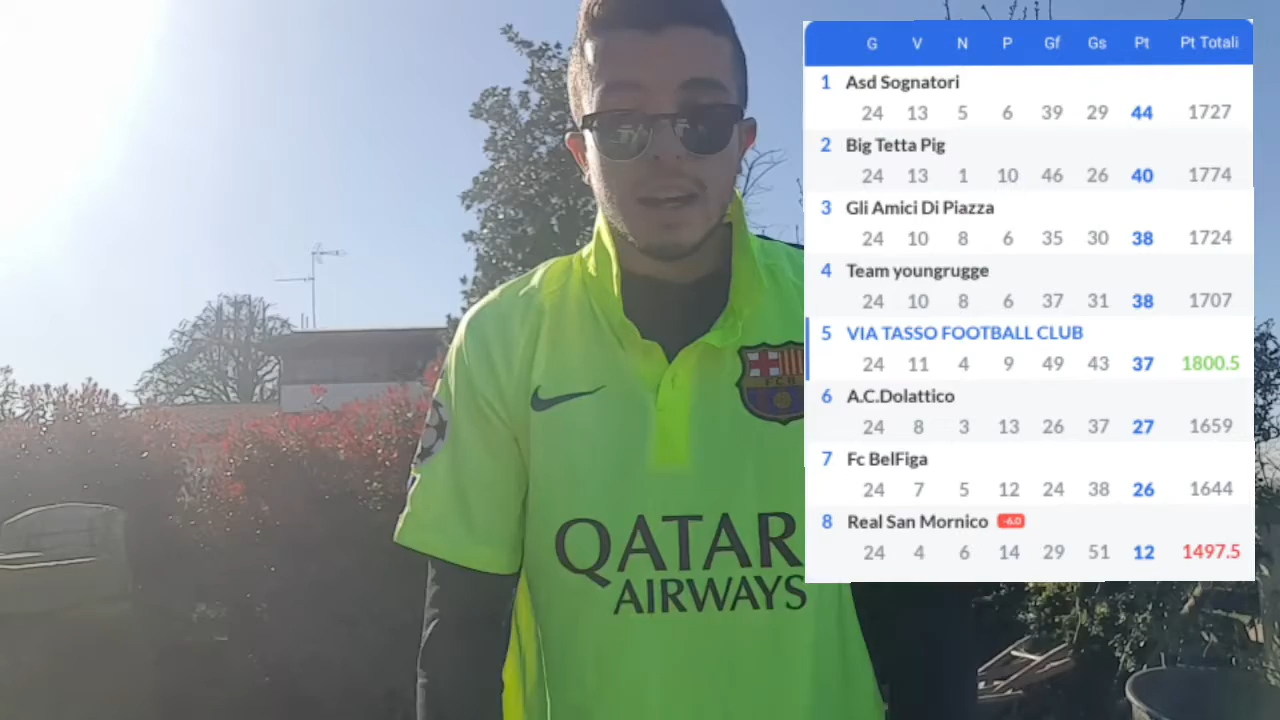 G V N P Gf Gs Pt Pt Totali
1 Asd Sognatori
24 13 5 6 39 29 44 1727
2 Big Tetta Pig
24 13 1 10 46 26 40 1774
3 Gli Amici Di Piazza
24 10 8 6 35 30 38 1724
4 Team youngrugge
24 10 8 6 37 31 38 1707
5 VIA TASSO FOOTBALL CLUB
24 11 4 9 49 43 37 1800.5
6 A.C.Dolattico
24 8 3 13 26 37 27 1659
7 Fc BelFiga
24 7 5 12 24 38 26 1644
8 Real San Mornico -6.0
24 4 6 14 29 51 12 1497.5
FCB
QATAR
AIRWAYS